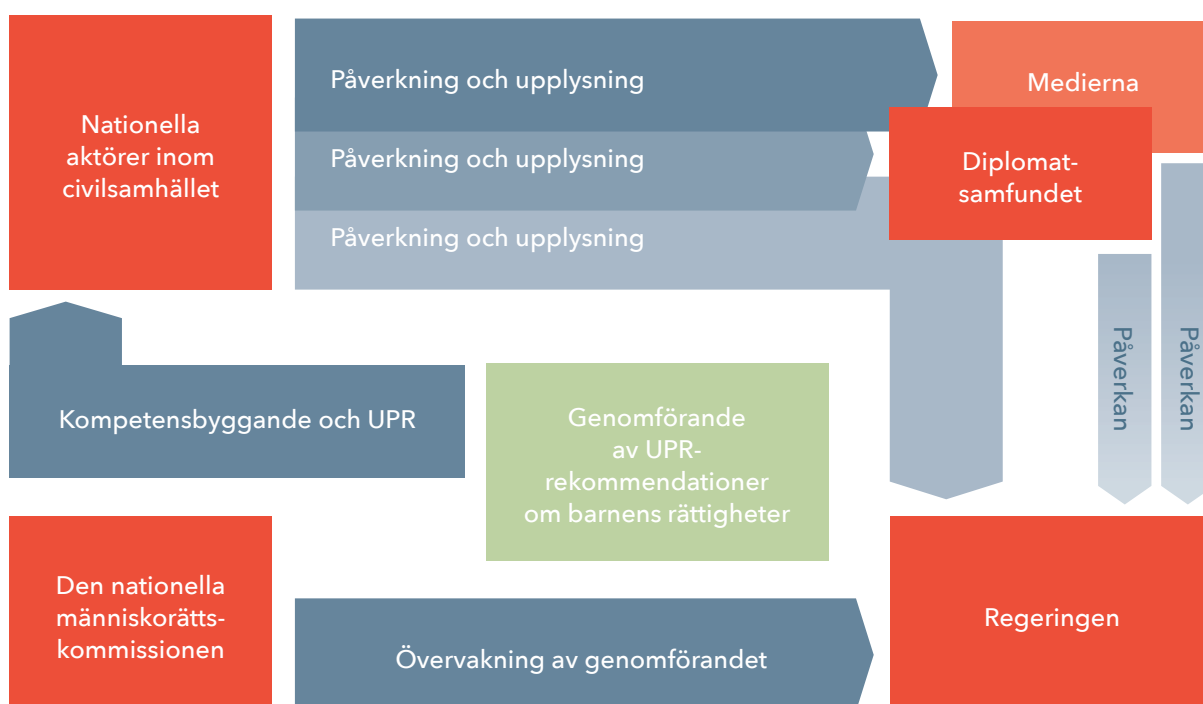 Nationella
aktörer inom
civilsamhället
Påverkning och upplysning
Påverkning och upplysning
Påverkning och upplysning
Medierna
Diplomat-
samfundet
Påverkan
Påverkan
Kompetensbyggande och UPR
Genomförande
av UPR-
rekommendationer
om barnens rättigheter
Den nationella
människorätts-
kommissionen
Övervakning av genomförandet
Regeringen